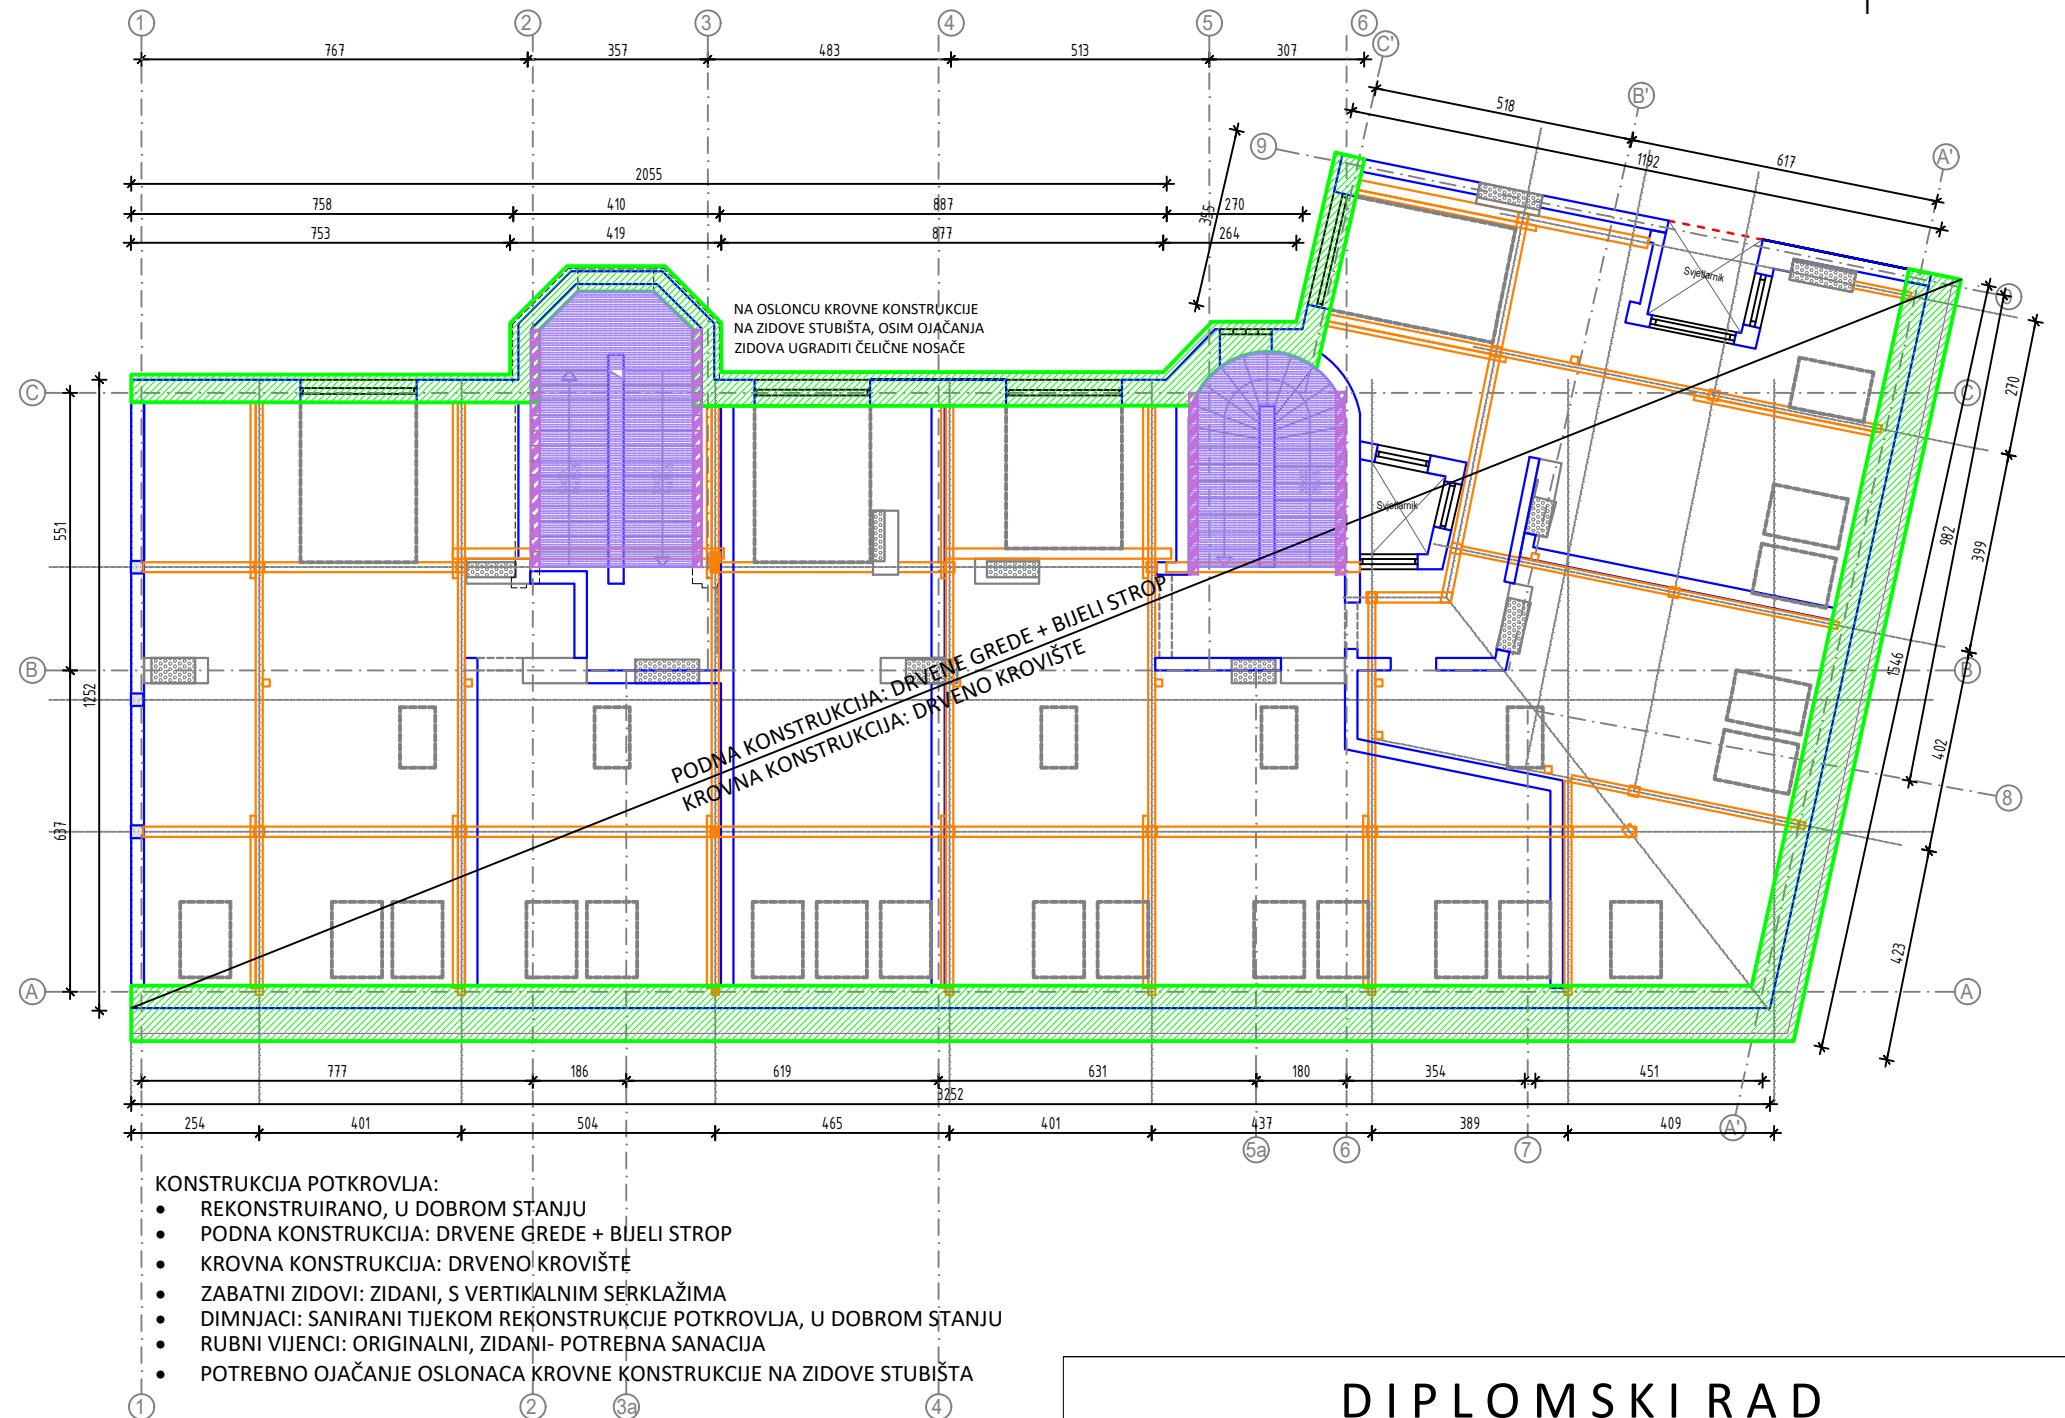 1 2 3 4 5 6
C'
767 357 483 513 307
B'
518
1192
617
A'
9
395
2055
758 410 887 270
753 419 877 264
Svjetlarnik
9
NA OSLONCU KROVNE KONSTRUKCIJE
NA ZIDOVE STUBIŠTA, OSIM OJAČANJA
ZIDOVA UGRADITI ČELIČNE NOSAČE
C C
270
551
Svjetlarnik
982
399
PODNA KONSTRUKCIJA: DRVENE GREDE + BIJELI STROP
KROVNA KONSTRUKCIJA: DRVENO KROVIŠTE
B B
1252
1546
402
8
637
423
A A
777 186 619 631 180 354 451
3252
254 401 504 465 401 437 389 409
A'
5a 6 7
KONSTRUKCIJA POTKROVLJA:
• REKONSTRUIRANO, U DOBROM STANJU
• PODNA KONSTRUKCIJA: DRVENE GREDE + BIJELI STROP
• KROVNA KONSTRUKCIJA: DRVENO KROVIŠTE
• ZABATNI ZIDOVI: ZIDANI, S VERTIKALNIM SERKLAŽIMA
• DIMNJACI: SANIRANI TIJEKOM REKONSTRUKCIJE POTKROVLJA, U DOBROM STANJU
• RUBNI VIJENCI: ORIGINALNI, ZIDANI- POTREBNA SANACIJA
• POTREBNO OJAČANJE OSLONACA KROVNE KONSTRUKCIJE NA ZIDOVE STUBIŠTA
1 2 3a 4
DIPLOMSKI RAD